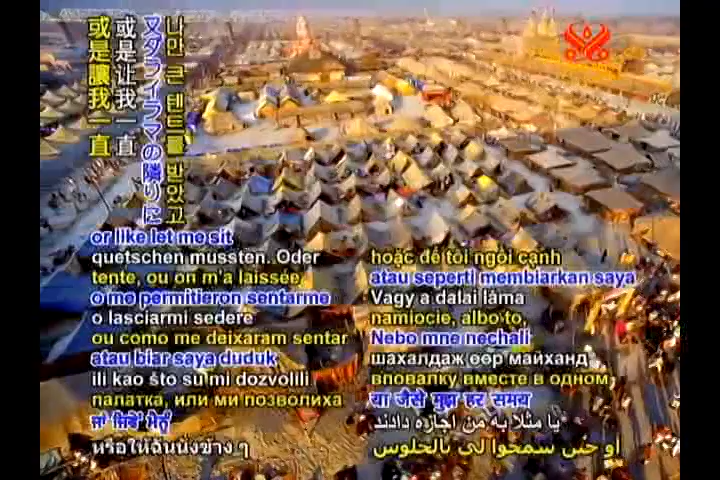 或是讓我一直
或是让我一直
又ダライラマの隣りに
나만 큰 텐트를 받았고
or like let me sit
quetschen mussten. Oder
tente, ou on m'a laissée
o me permitieron sentarme
o lasciarmi sedere
ou como me deixaram sentar
atau biar saya duduk
ili kao što su mi dozvolili
палатка, или ми позволиха
ਜਾਂ ਜਿਵੇਂ ਮੈਨੂੰ
หรือให้ฉันนั่งข้าง ๆ
hoặc để tôi ngồi cạnh
atau seperti membiarkan saya
Vagy a dalai láma
namiocie, albo to,
Nebo mne nechali
шахалдаж өөр майханд
вповалку вместе в одном
या जैसे मुझे हर समय
یا مثلا به من اجازه دادند
أو حين سمحوا لي بالجلوس